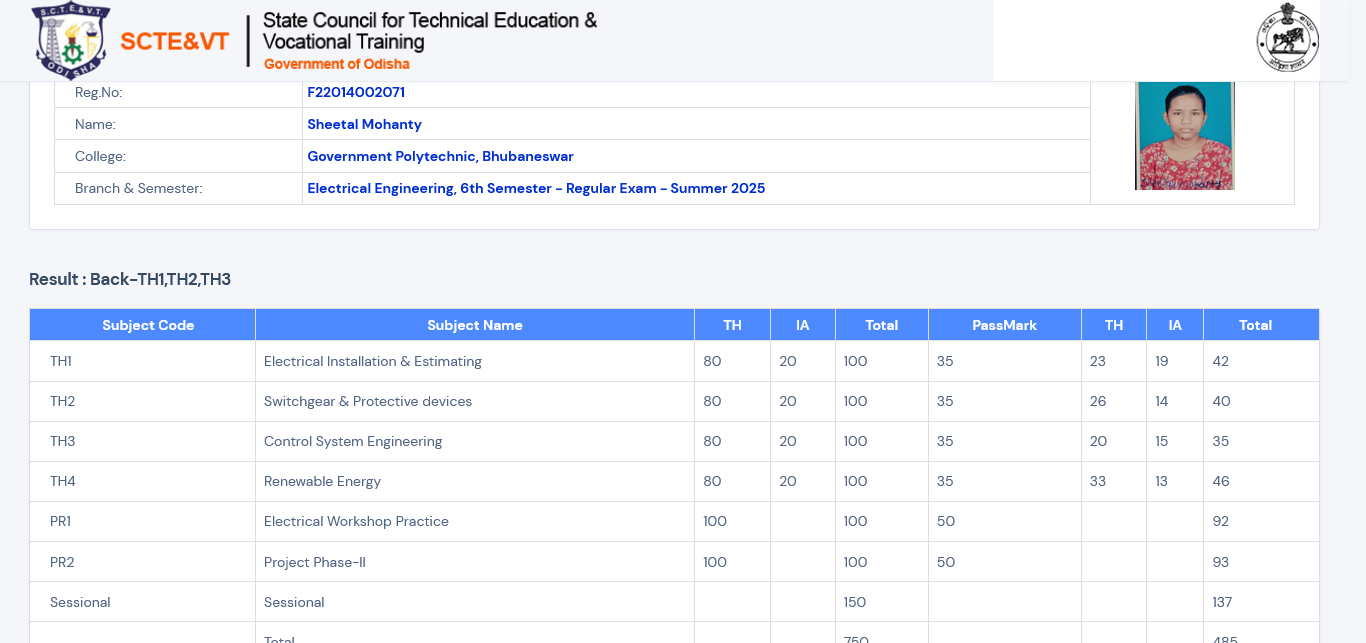 S.C.T.E.&V.T.
ODISHA
SCTE&VT
State Council for Technical Education &
Vocational Training
Government of Odisha
Reg.No: F22014002071
Name: Sheetal Mohanty
College: Government Polytechnic, Bhubaneswar
Branch & Semester: Electrical Engineering, 6th Semester - Regular Exam - Summer 2025
Result : Back-TH1,TH2,TH3
Subject Code Subject Name TH IA Total PassMark TH IA Total
TH1 Electrical Installation & Estimating 80 20 100 35 23 19 42
TH2 Switchgear & Protective devices 80 20 100 35 26 14 40
TH3 Control System Engineering 80 20 100 35 20 15 35
TH4 Renewable Energy 80 20 100 35 33 13 46
PR1 Electrical Workshop Practice 100 100 50 92
PR2 Project Phase-II 100 100 50 93
Sessional Sessional 150 137
Total 750 485